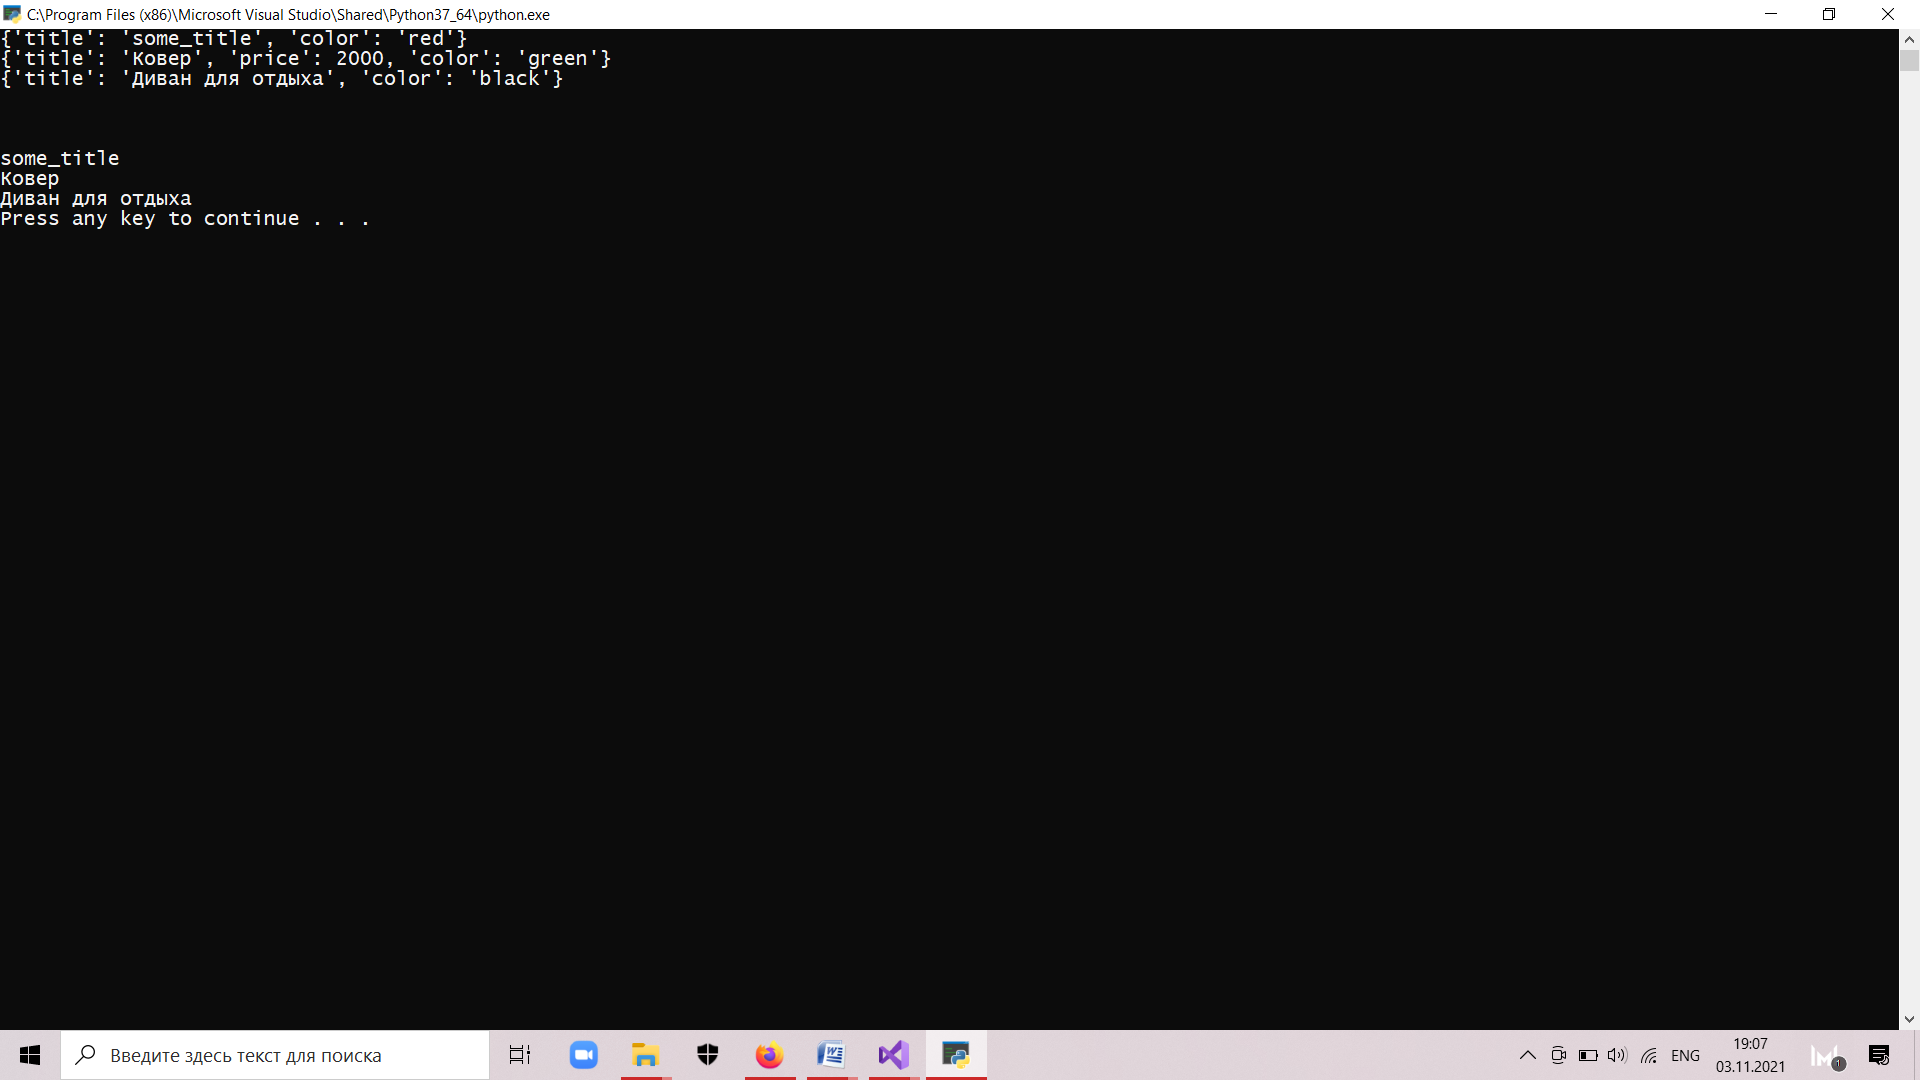 C:\Program Files (x86)\Microsoft Visual Studio\Shared\Python37_64\python.exe
{'title': 'some_title', 'color': 'red'}
{'title': 'Ковер', 'price': 2000, 'color': 'green'}
{'title': 'Диван для отдыха', 'color': 'black'}
some_title
Ковер
Диван для отдыха
Press any key to continue . . .
Введите здесь текст для поиска
ENG
19:07
03.11.2021
1